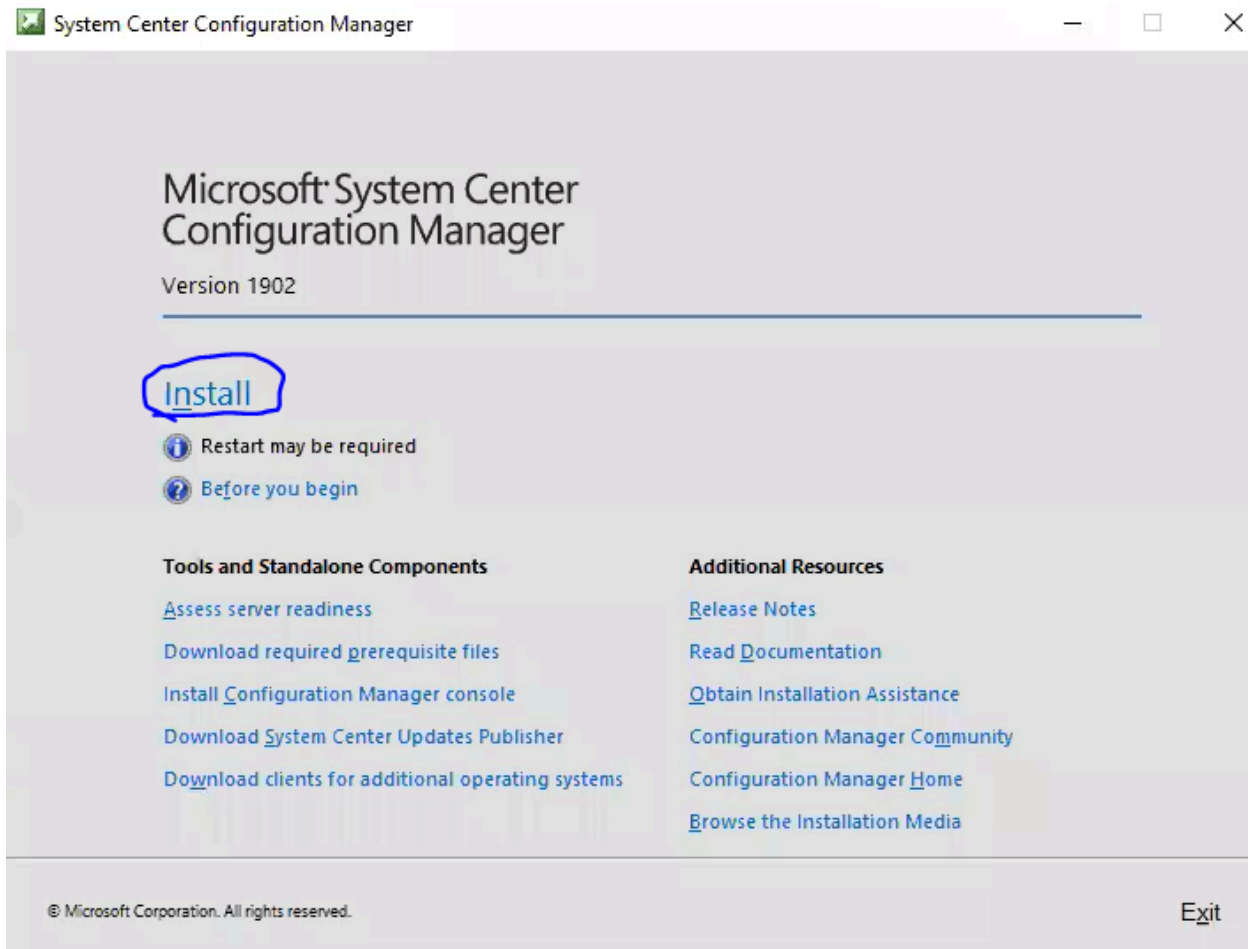 System Center Configuration Manager
Microsoft System Center
Configuration Manager
Version 1902
Install
Restart may be required
Before you begin
Tools and Standalone Components
Assess server readiness
Download required prerequisite files
Install Configuration Manager console
Download System Center Updates Publisher
Download clients for additional operating systems
Additional Resources
Release Notes
Read Documentation
Obtain Installation Assistance
Configuration Manager Community
Configuration Manager Home
Browse the Installation Media
© Microsoft Corporation. All rights reserved.
Exit